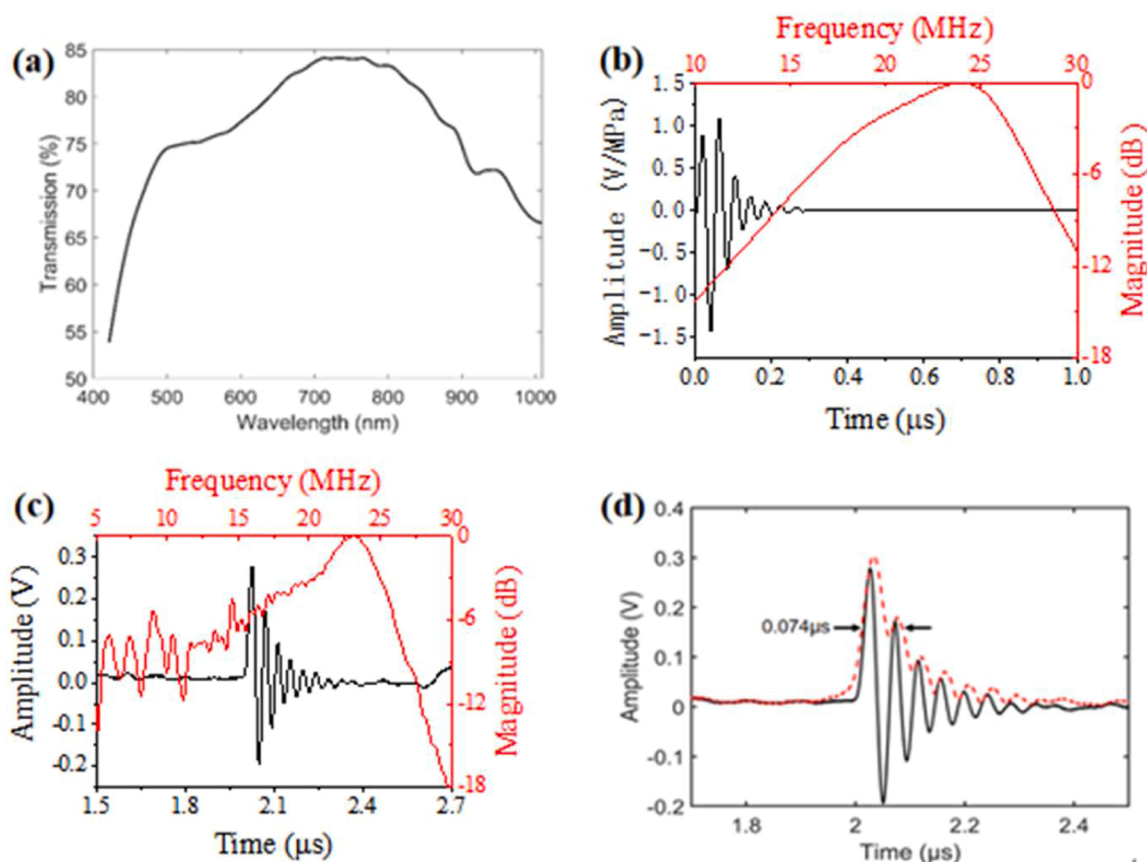 (a)
85
80
75
70
65
60
55
50
Transmission (%)
400 500 600 700 800 900 1000
Wavelength (nm)
(b)
Frequency (MHz)
10 15 20 25 30
1.5
1.0
0.5
0.0
-0.5
-1.0
-1.5
Amplitude (V/MPa)
0
-6
-12
-18
Magnitude (dB)
0.0 0.2 0.4 0.6 0.8 1.0
Time (μs)
(c)
Frequency (MHz)
5 10 15 20 25 30
0.3
0.2
0.1
0.0
-0.1
-0.2
Amplitude (V)
0
-6
-12
-18
Magnitude (dB)
1.5 1.8 2.1 2.4 2.7
Time (μs)
(d)
0.4
0.3
0.2
0.1
0
-0.1
-0.2
Amplitude (V)
0.074μs
1.8 2 2.2 2.4
Time (μs)